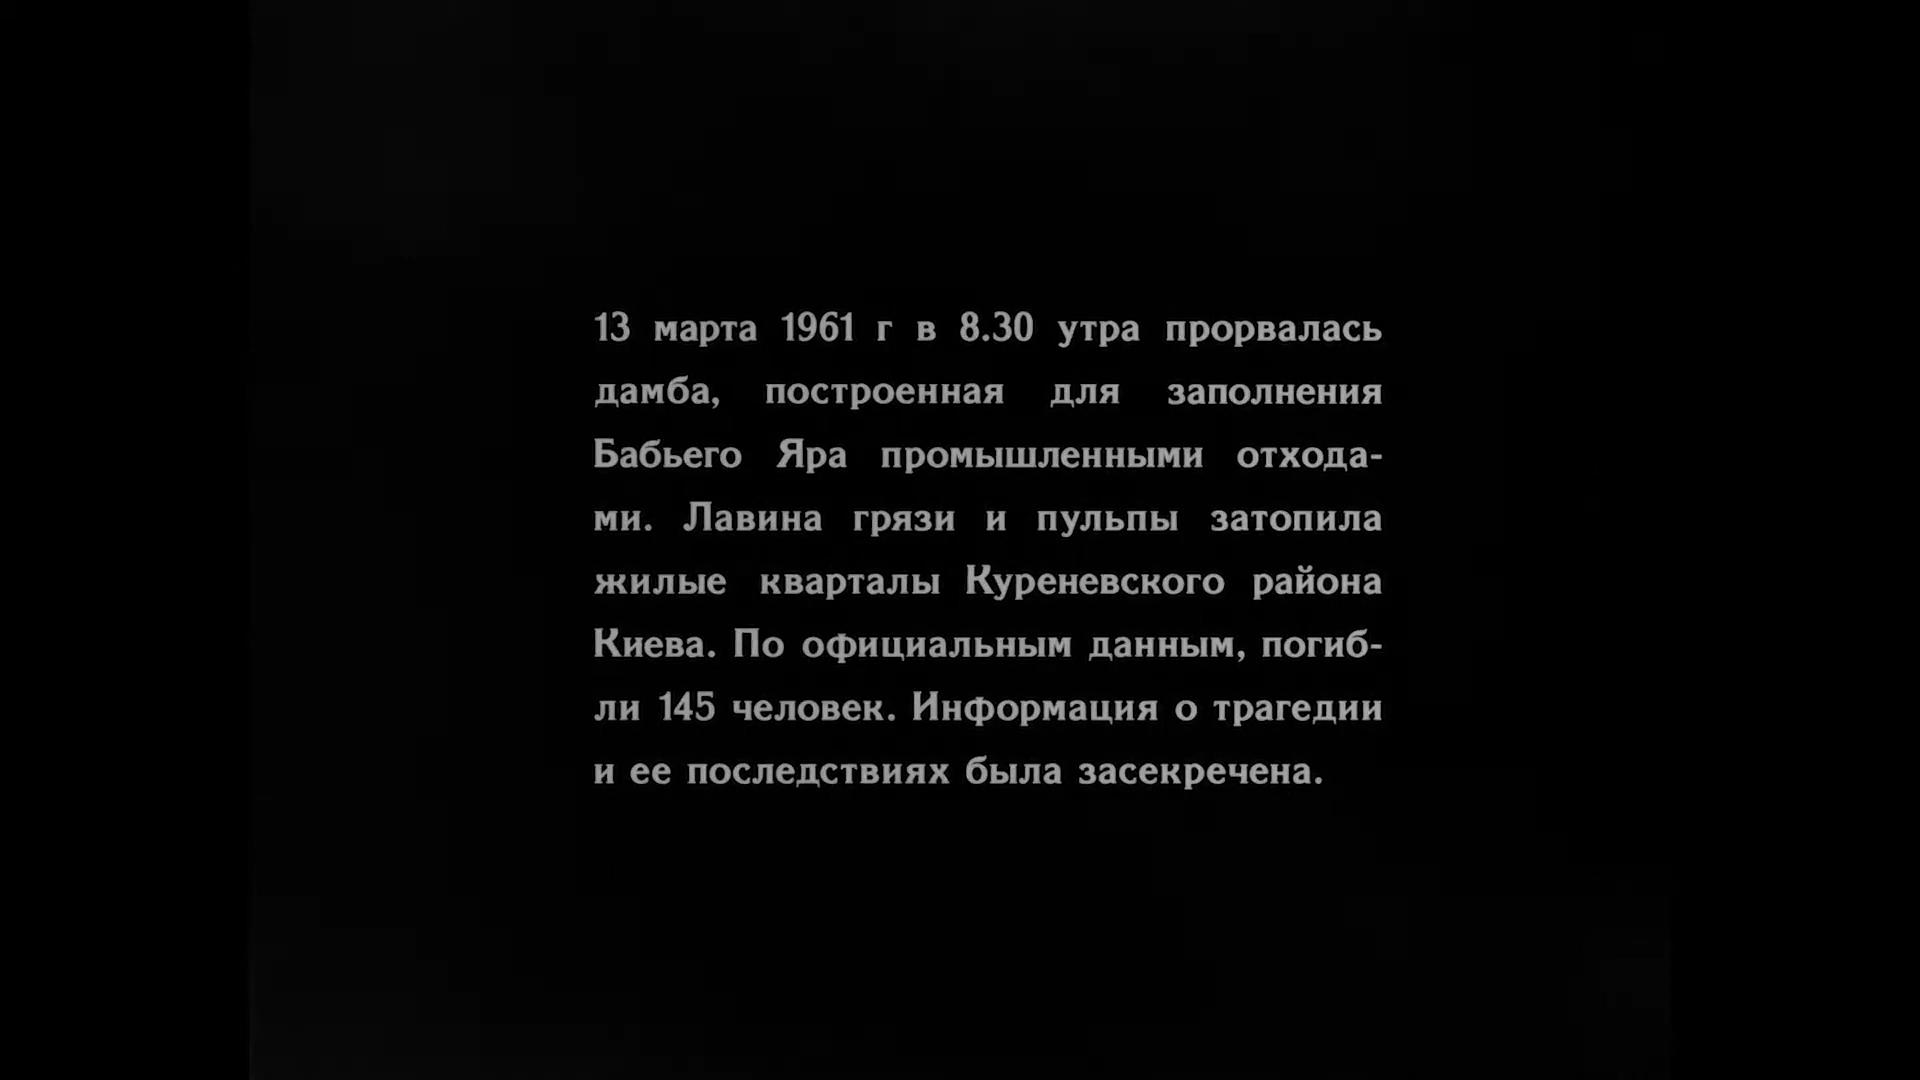 13 марта 1961 г в 8.30 утра прорвалась
дамба, построенная для заполнения
Бабьего Яра промышленными отхода-
ми. Лавина грязи и пульпы затопила
жилые кварталы Куреневского района
Киева. По официальным данным, погиб-
ли 145 человек. Информация о трагедии
и ее последствиях была засекречена.